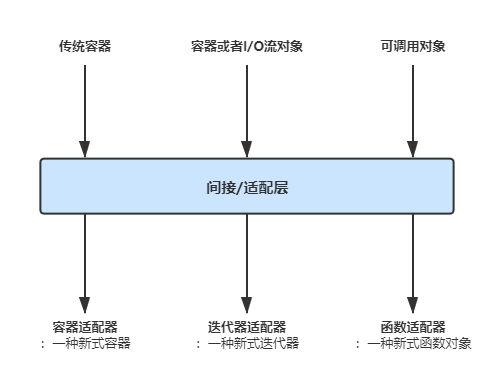 传统容器
容器或者I/O流对象
可调用对象
间接/适配层
容器适配器
：一种新式容器
迭代器适配器
：一种新式迭代器
函数适配器
：一种新式函数对象